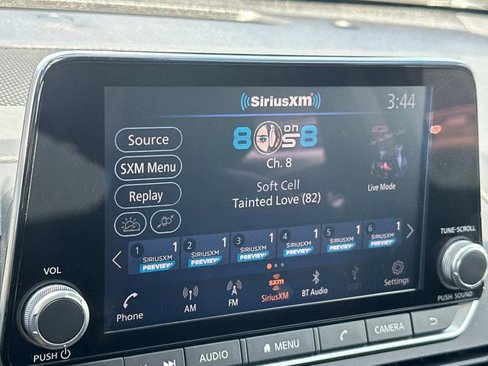 SiriusXM
3:44
8 on 8
80s
Source
Ch. 8
SXM Menu
Soft Cell
Replay
Tainted Love (82)
Live Mode
1 1 2 1 3 1 4 1 5 1 6 1
SIRIUSXM SIRIUSXM SIRIUSXM SIRIUSXM SIRIUSXM SIRIUSXM
PREVIEW PREVIEW PREVIEW PREVIEW PREVIEW PREVIEW
VOL
TUNE•SCROLL
Phone
AM
FM
sxm
SiriusXM
BT Audio
USB
Settings
PUSH
PUSH SOUND
AUDIO
MENU
CAMERA